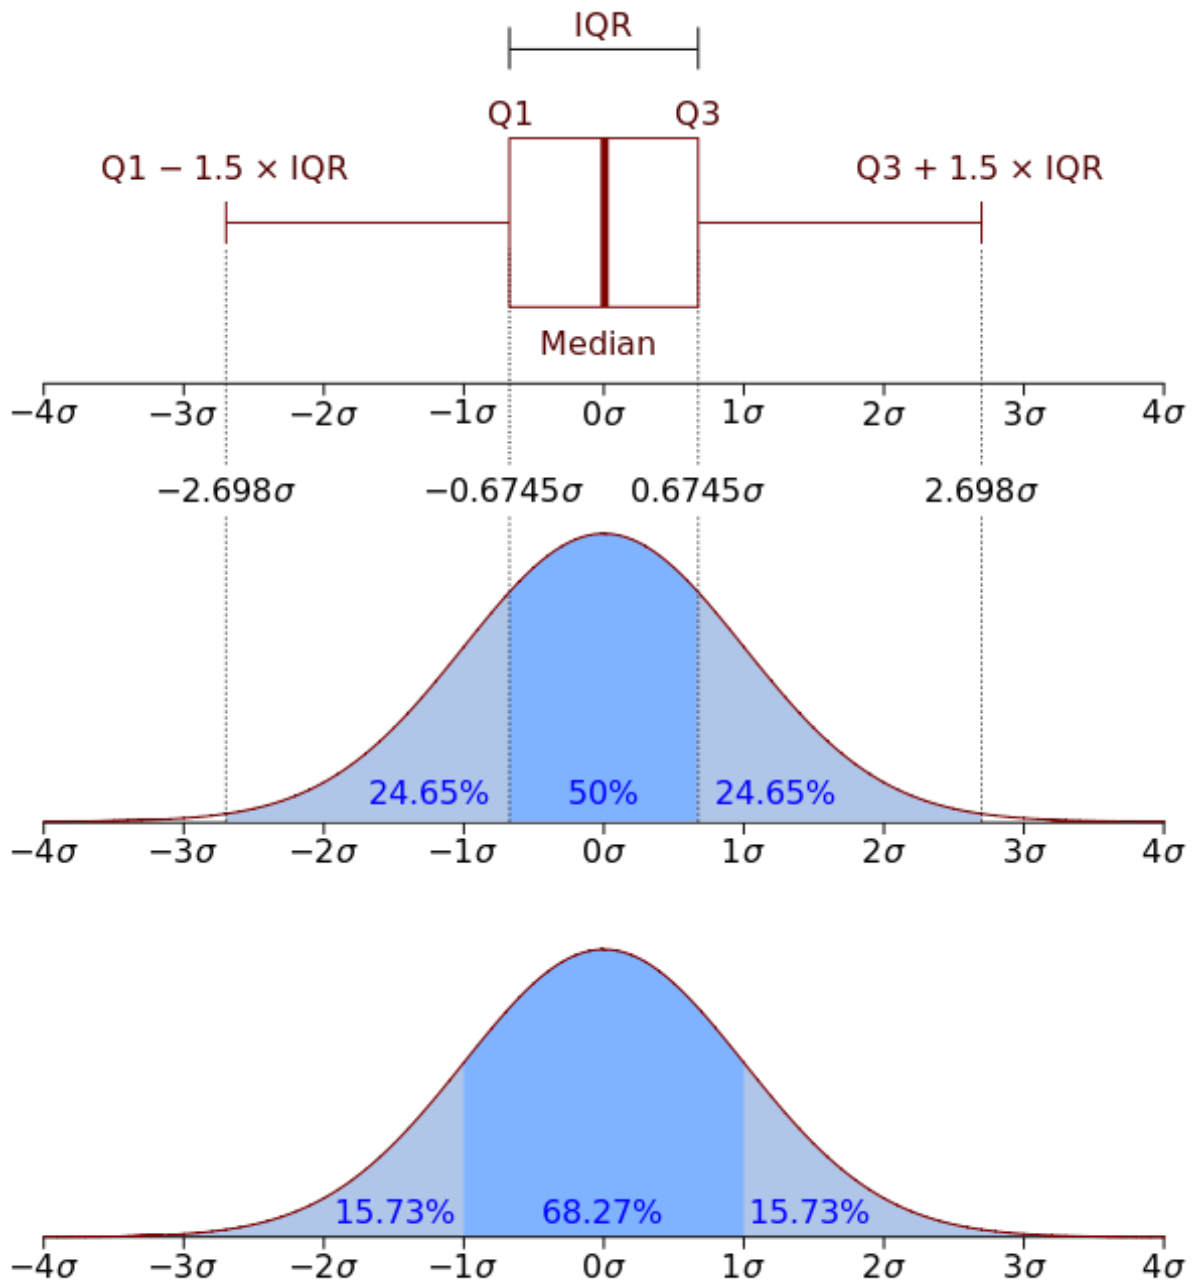 IQR
Q1 Q3
Q1 − 1.5 × IQR Q3 + 1.5 × IQR
Median
−4σ −3σ −2σ −1σ 0σ 1σ 2σ 3σ 4σ
−2.698σ −0.6745σ 0.6745σ 2.698σ
24.65% 50% 24.65%
−4σ −3σ −2σ −1σ 0σ 1σ 2σ 3σ 4σ
15.73% 68.27% 15.73%
−4σ −3σ −2σ −1σ 0σ 1σ 2σ 3σ 4σ